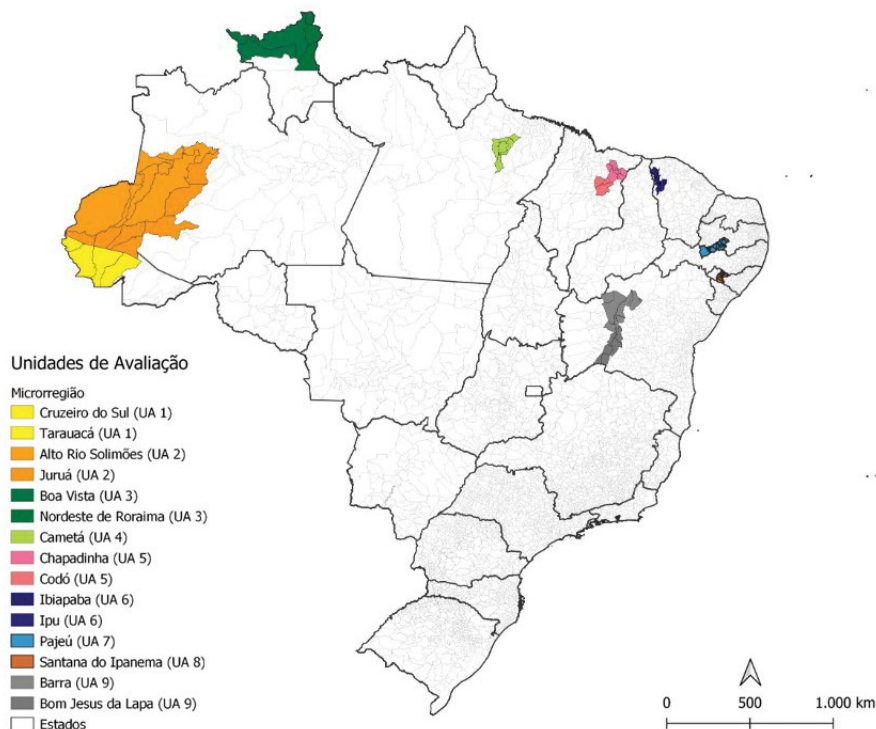 Unidades de Avaliação
Microrregião
Cruzeiro do Sul (UA 1)
Tarauacá (UA 1)
Alto Rio Solimões (UA 2)
Juruá (UA 2)
Boa Vista (UA 3)
Nordeste de Roraima (UA 3)
Cametá (UA 4)
Chapadinha (UA 5)
Codó (UA 5)
Ibiapaba (UA 6)
Ipu (UA 6)
Pajeú (UA 7)
Santana do Ipanema (UA 8)
Barra (UA 9)
Bom Jesus da Lapa (UA 9)
Estados
0 500 1.000 km